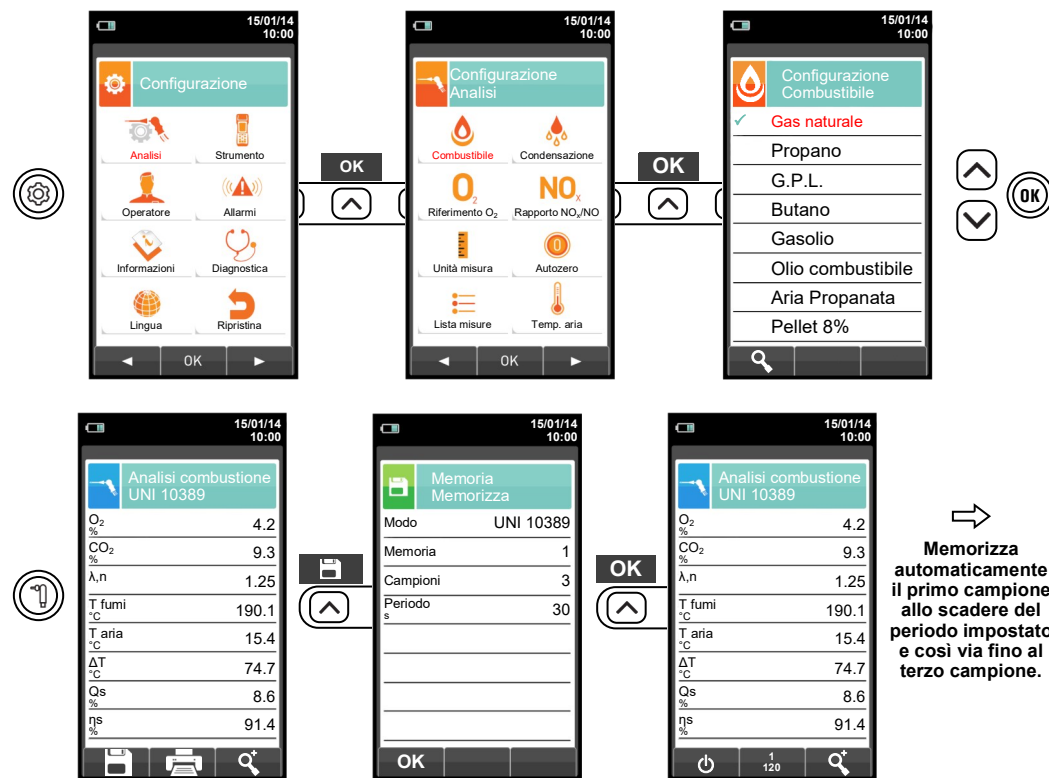 15/01/14
10:00
Configurazione
Analisi
Strumento
Operatore
Allarmi
Informazioni
Diagnostica
Lingua
Ripristina
OK
OK
15/01/14
10:00
Configurazione
Analisi
Combustibile
Condensazione
O2
NOX
Riferimento O2
Rapporto NOx/NO
0
Unità misura
Autozero
Lista misure
Temp. aria
OK
OK
15/01/14
10:00
Configurazione
Combustibile
Gas naturale
Propano
G.P.L.
Butano
Gasolio
Olio combustibile
Aria Propanata
Pellet 8%
OK
15/01/14
10:00
Analisi combustione
UNI 10389
O2
%
4.2
CO2
%
9.3
λ,n
1.25
T fumi
°C
190.1
T aria
°C
15.4
ΔT
°C
74.7
Qs
%
8.6
ηs
%
91.4
15/01/14
10:00
Memoria
Memorizza
Modo UNI 10389
Memoria 1
Campioni 3
Periodo
s
30
OK
OK
15/01/14
10:00
Analisi combustione
UNI 10389
O2
%
4.2
CO2
%
9.3
λ,n
1.25
T fumi
°C
190.1
T aria
°C
15.4
ΔT
°C
74.7
Qs
%
8.6
ηs
%
91.4
1
120
Memorizza
automaticamente
il primo campione
allo scadere del
periodo impostato
e così via fino al
terzo campione.